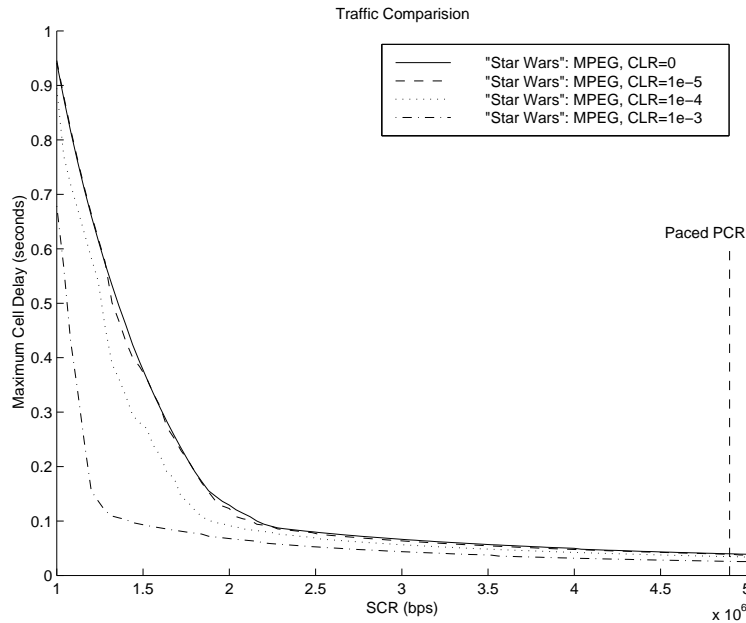 Traffic Comparision
"Star Wars": MPEG, CLR=0
"Star Wars": MPEG, CLR=1e−5
"Star Wars": MPEG, CLR=1e−4
"Star Wars": MPEG, CLR=1e−3
Paced PCR
Maximum Cell Delay (seconds)
1
0.9
0.8
0.7
0.6
0.5
0.4
0.3
0.2
0.1
0
1
1.5
2
2.5
3
3.5
4
4.5
5
SCR (bps)
x 10^6